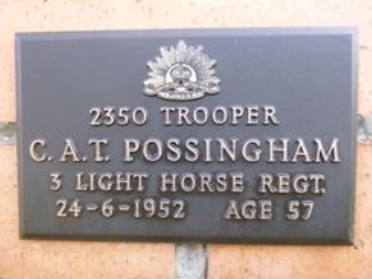 2350 TROOPER
C. A. T. POSSINGHAM
3 LIGHT HORSE REGT.
24-6-1952 AGE 57